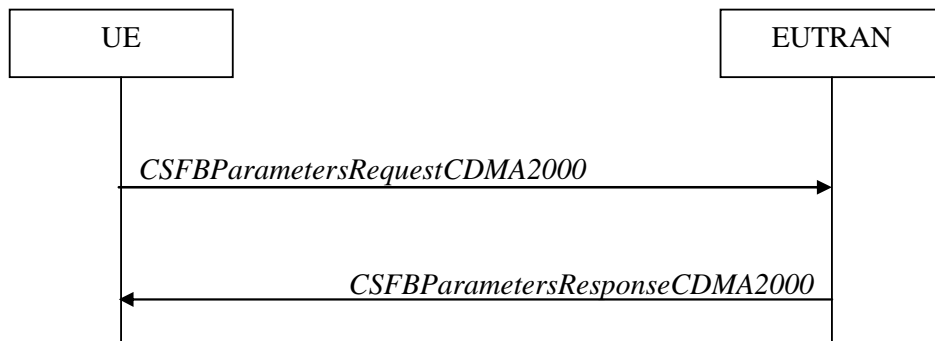 UE
EUTRAN
CSFBParametersRequestCDMA2000
CSFBParametersResponseCDMA2000